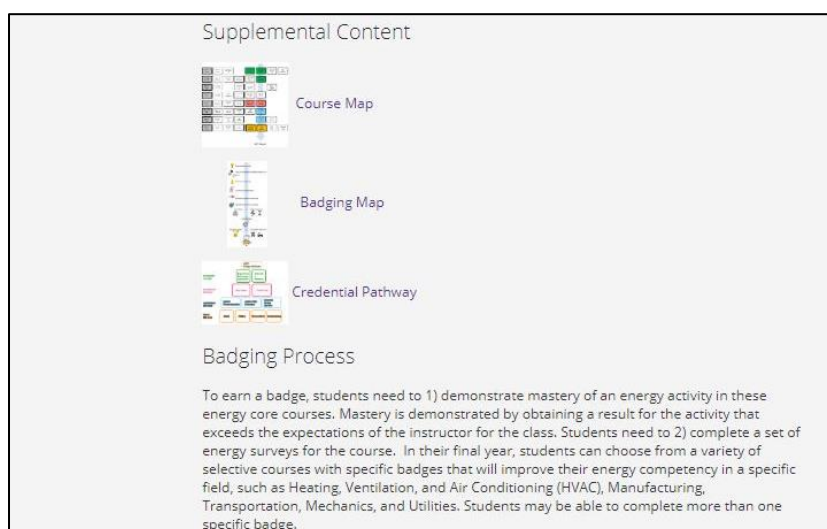 Supplemental Content
Course Map
Badging Map
Credential Pathway
Badging Process
To earn a badge, students need to 1) demonstrate mastery of an energy activity in these
energy core courses. Mastery is demonstrated by obtaining a result for the activity that
exceeds the expectations of the instructor for the class. Students need to 2) complete a set of
energy surveys for the course.  In their final year, students can choose from a variety of
selective courses with specific badges that will improve their energy competency in a specific
field, such as Heating, Ventilation, and Air Conditioning (HVAC), Manufacturing,
Transportation, Mechanics, and Utilities. Students may be able to complete more than one
specific badge.